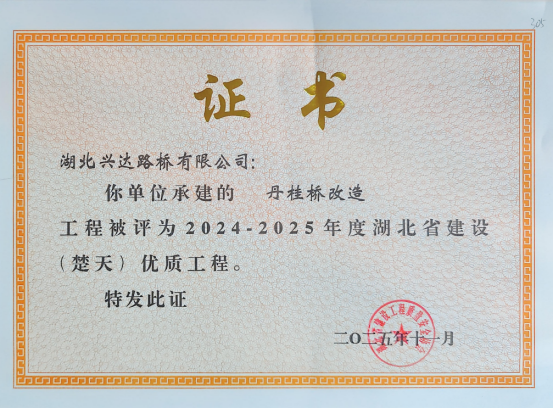 证书
湖北兴达路桥有限公司:
你单位承建的 丹桂桥改造
工程被评为2024-2025年度湖北省建设
(楚天)优质工程。
特发此证
二〇二五年十一月